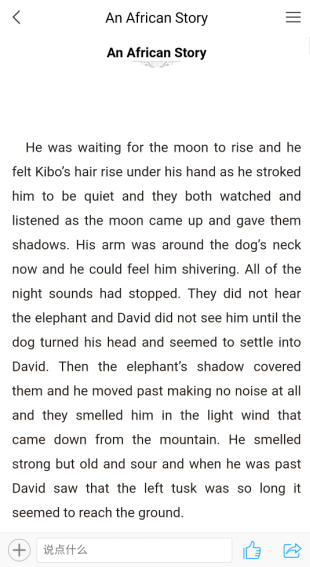 An African Story
An African Story
He was waiting for the moon to rise and he
felt Kibo's hair rise under his hand as he stroked
him to be quiet and they both watched and
listened as the moon came up and gave them
shadows. His arm was around the dog's neck
now and he could feel him shivering. All of the
night sounds had stopped. They did not hear
the elephant and David did not see him until the
dog turned his head and seemed to settle into
David. Then the elephant's shadow covered
them and he moved past making no noise at all
and they smelled him in the light wind that
came down from the mountain. He smelled
strong but old and sour and when he was past
David saw that the left tusk was so long it
seemed to reach the ground.
说点什么